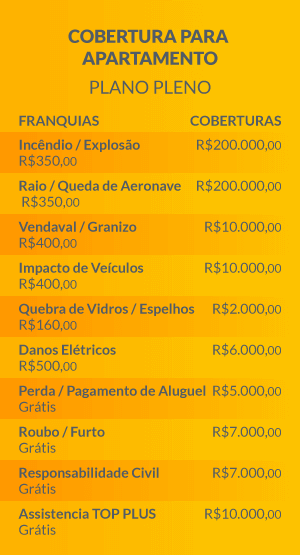 COBERTURA PARA
APARTAMENTO
PLANO PLENO
FRANQUIAS COBERTURAS
Incêndio / Explosão R$200.000,00
R$350,00
Raio / Queda de Aeronave R$200.000,00
R$350,00
Vendaval / Granizo R$10.000,00
R$400,00
Impacto de Veículos R$10.000,00
R$400,00
Quebra de Vidros / Espelhos R$2.000,00
R$160,00
Danos Elétricos R$6.000,00
R$500,00
Perda / Pagamento de Aluguel R$5.000,00
Grátis
Roubo / Furto R$7.000,00
Grátis
Responsabilidade Civil R$7.000,00
Grátis
Assistencia TOP PLUS R$10.000,00
Grátis